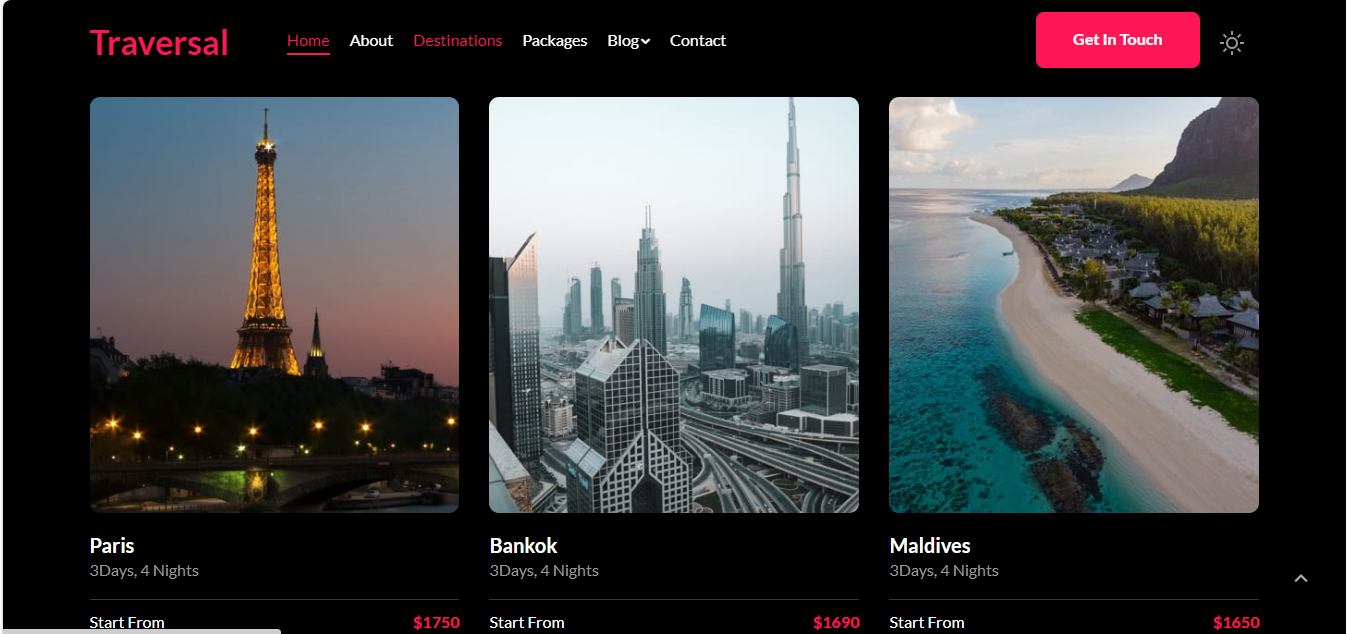 Traversal Home About Destinations Packages Blog Contact Get In Touch
Paris Bankok Maldives
3Days, 4 Nights 3Days, 4 Nights 3Days, 4 Nights
Start From $1750 Start From $1690 Start From $1650